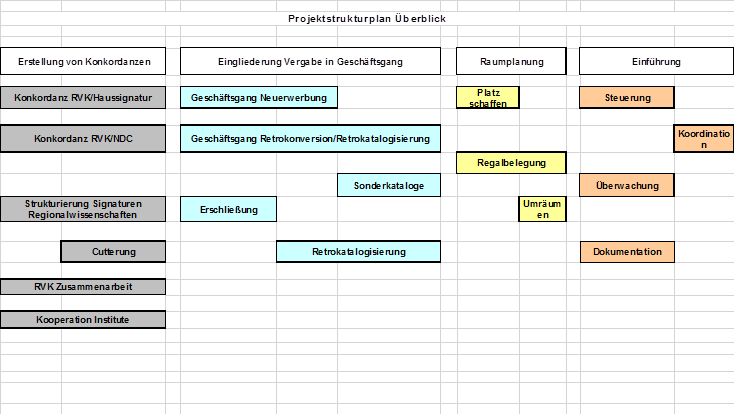 Projektstrukturplan Überblick
Erstellung von Konkordanzen
Eingliederung Vergabe in Geschäftsgang
Raumplanung
Einführung
Konkordanz RVK/Haussignatur
Geschäftsgang Neuerwerbung
Platz
schaffen
Steuerung
Konkordanz RVK/NDC
Geschäftsgang Retrokonversion/Retrokatalogisierung
Koordinatio
n
Regalbelegung
Sonderkataloge
Überwachung
Strukturierung Signaturen
Regionalwissenschaften
Erschließung
Umräum
en
Cutterung
Retrokatalogisierung
Dokumentation
RVK Zusammenarbeit
Kooperation Institute